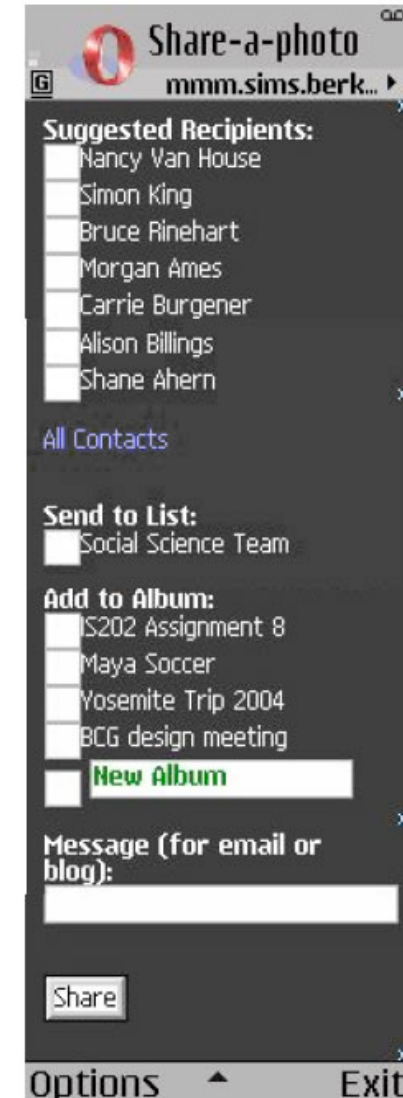 Share-a-photo
G
mmm.sims.berk...
Suggested Recipients:
Nancy Van House
Simon King
Bruce Rinehart
Morgan Ames
Carrie Burgener
Alison Billings
Shane Ahern
All Contacts
Send to List:
Social Science Team
Add to Album:
IS202 Assignment 8
Maya Soccer
Yosemite Trip 2004
BCG design meeting
New Album
Message (for email or
blog):
Share
Options
Exit